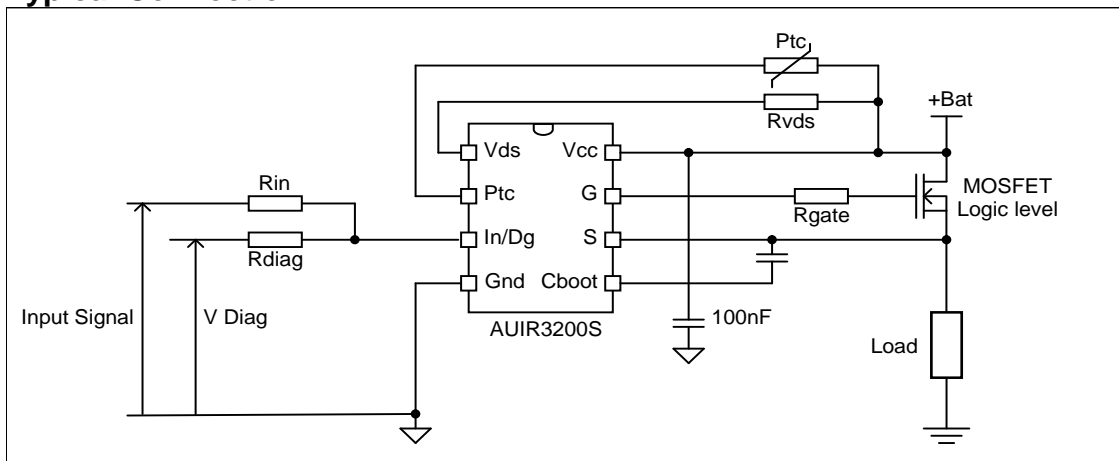 Ptc
Rvds
+Bat
Vds
Vcc
Rin
Ptc
G
Rgate
MOSFET
Logic level
In/Dg
S
Rdiag
Gnd
Cboot
Input Signal
V Diag
AUIR3200S
100nF
Load